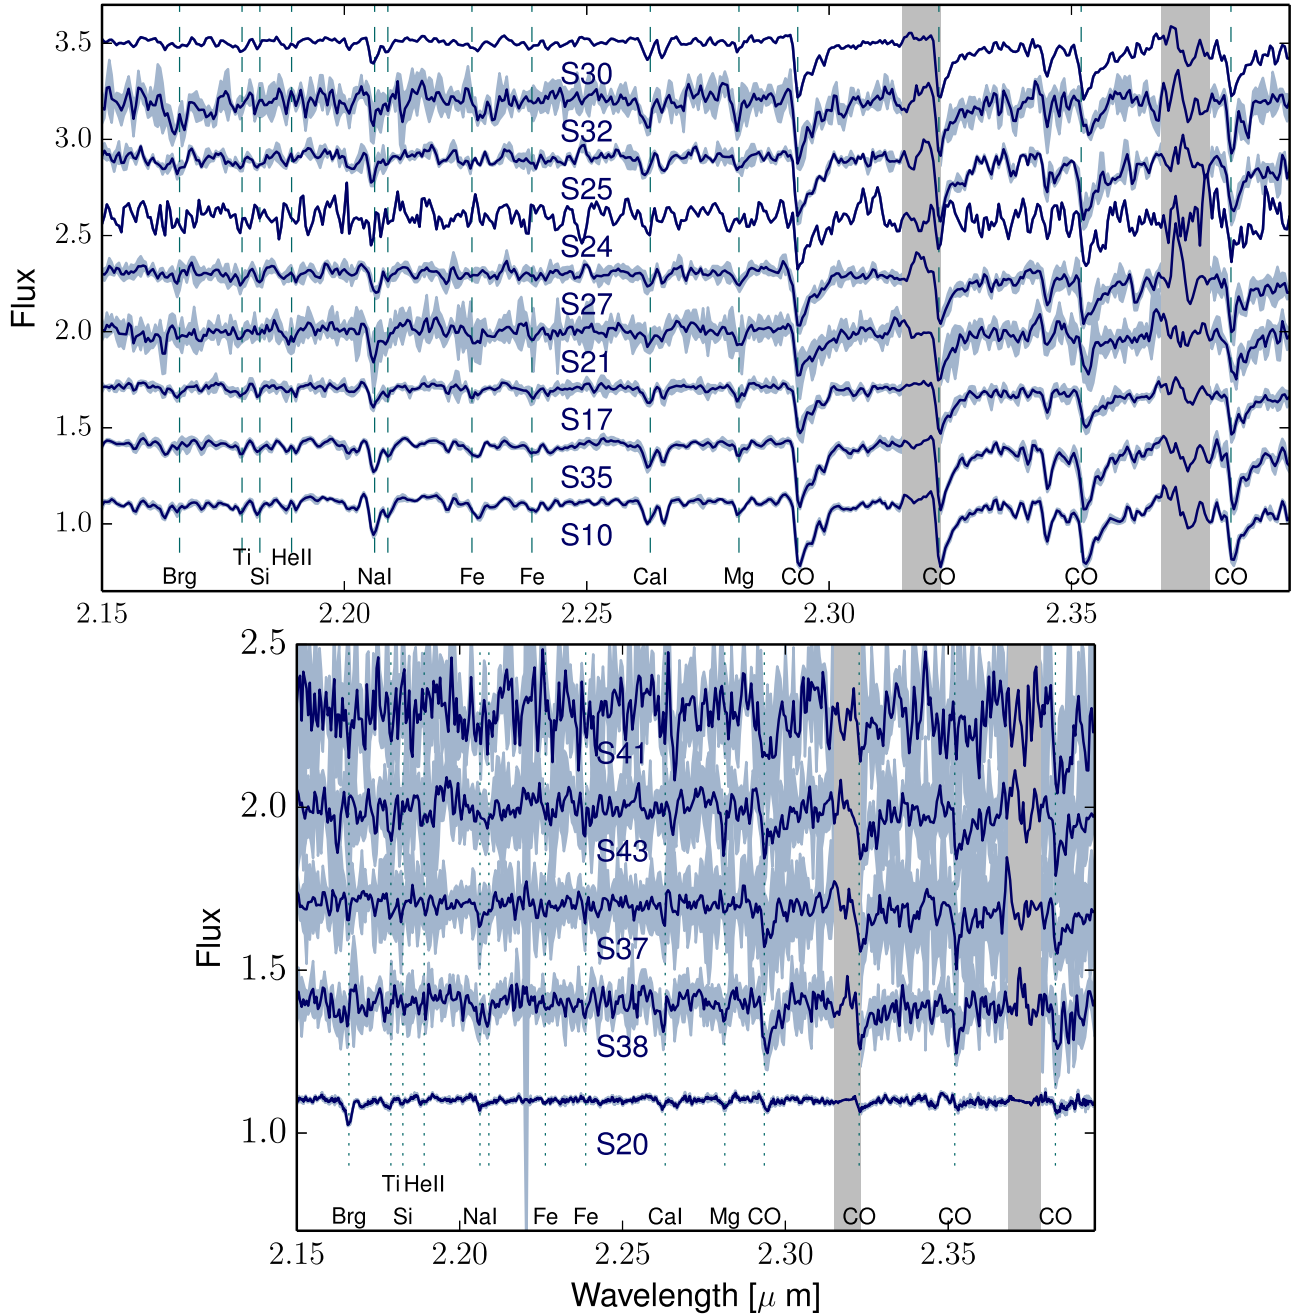 3.5
3.0
2.5
2.0
1.5
1.0
Flux
S30
S32
S25
S24
S27
S21
S17
S35
S10
Ti HeII
Brg Si NaI Fe Fe CaI Mg CO CO CO CO
2.15 2.20 2.25 2.30 2.35
2.5
2.0
1.5
1.0
Flux
S41
S43
S37
S38
S20
Ti HeII
Brg Si NaI Fe Fe CaI Mg CO CO CO CO
2.15 2.20 2.25 2.30 2.35
Wavelength [μ m]